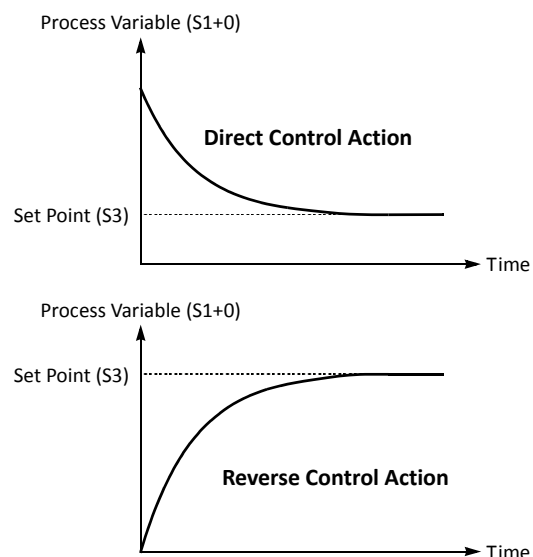 Process Variable (S1+0)
Direct Control Action
Set Point (S3)
Time
Process Variable (S1+0)
Set Point (S3)
Reverse Control Action
Time